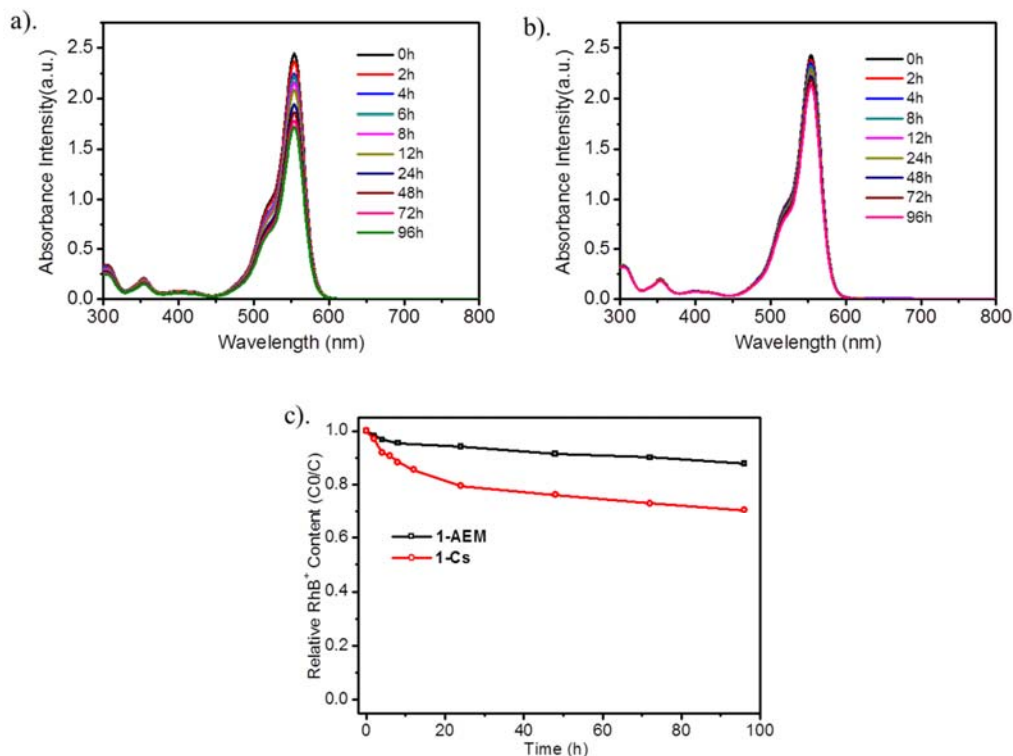 a).
Absorbance Intensity(a.u.)
2.5
2.0
1.5
1.0
0.5
0.0
0h
2h
4h
6h
8h
12h
24h
48h
72h
96h
300 400 500 600 700 800
Wavelength (nm)
b).
Absorbance Intensity(a.u.)
2.5
2.0
1.5
1.0
0.5
0.0
0h
2h
4h
8h
12h
24h
48h
72h
96h
300 400 500 600 700 800
Wavelength (nm)
c).
Relative RhB⁺ Content (C0/C)
1.0
0.8
0.6
0.4
0.2
0.0
1-AEM
1-Cs
0 20 40 60 80 100
Time (h)